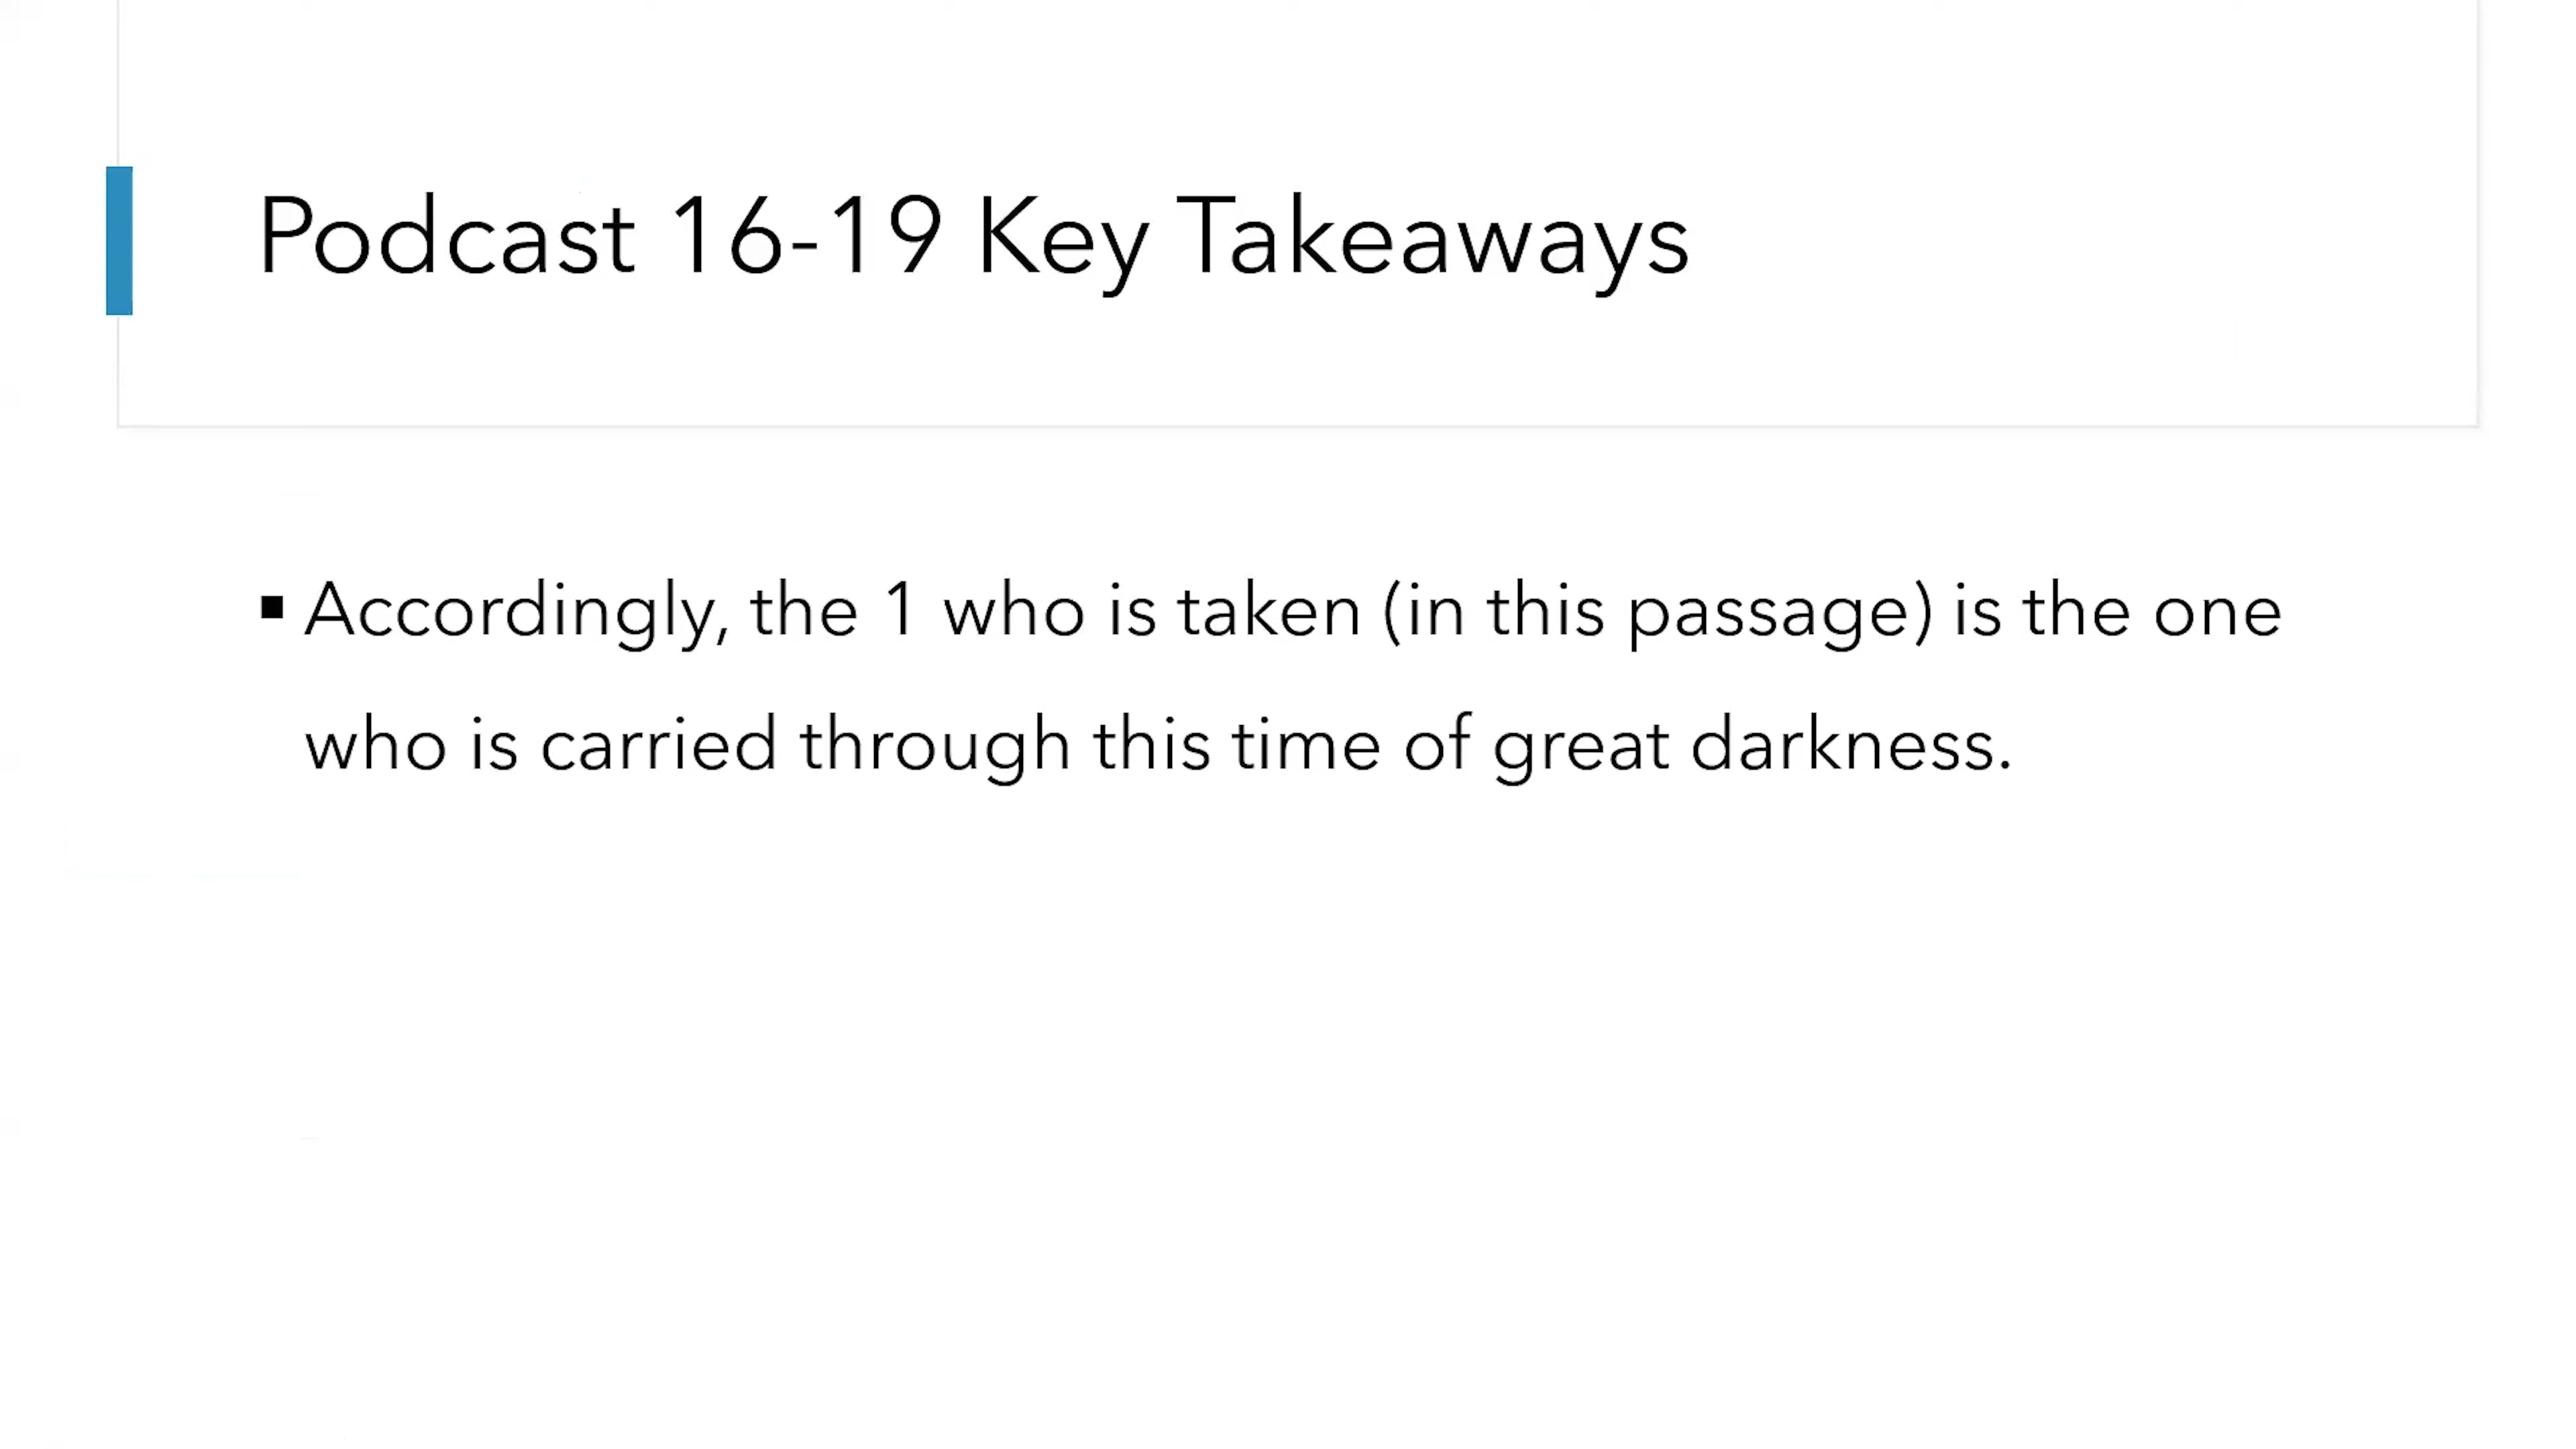 Podcast 16-19 Key Takeaways
▪ Accordingly, the 1 who is taken (in this passage) is the one
who is carried through this time of great darkness.